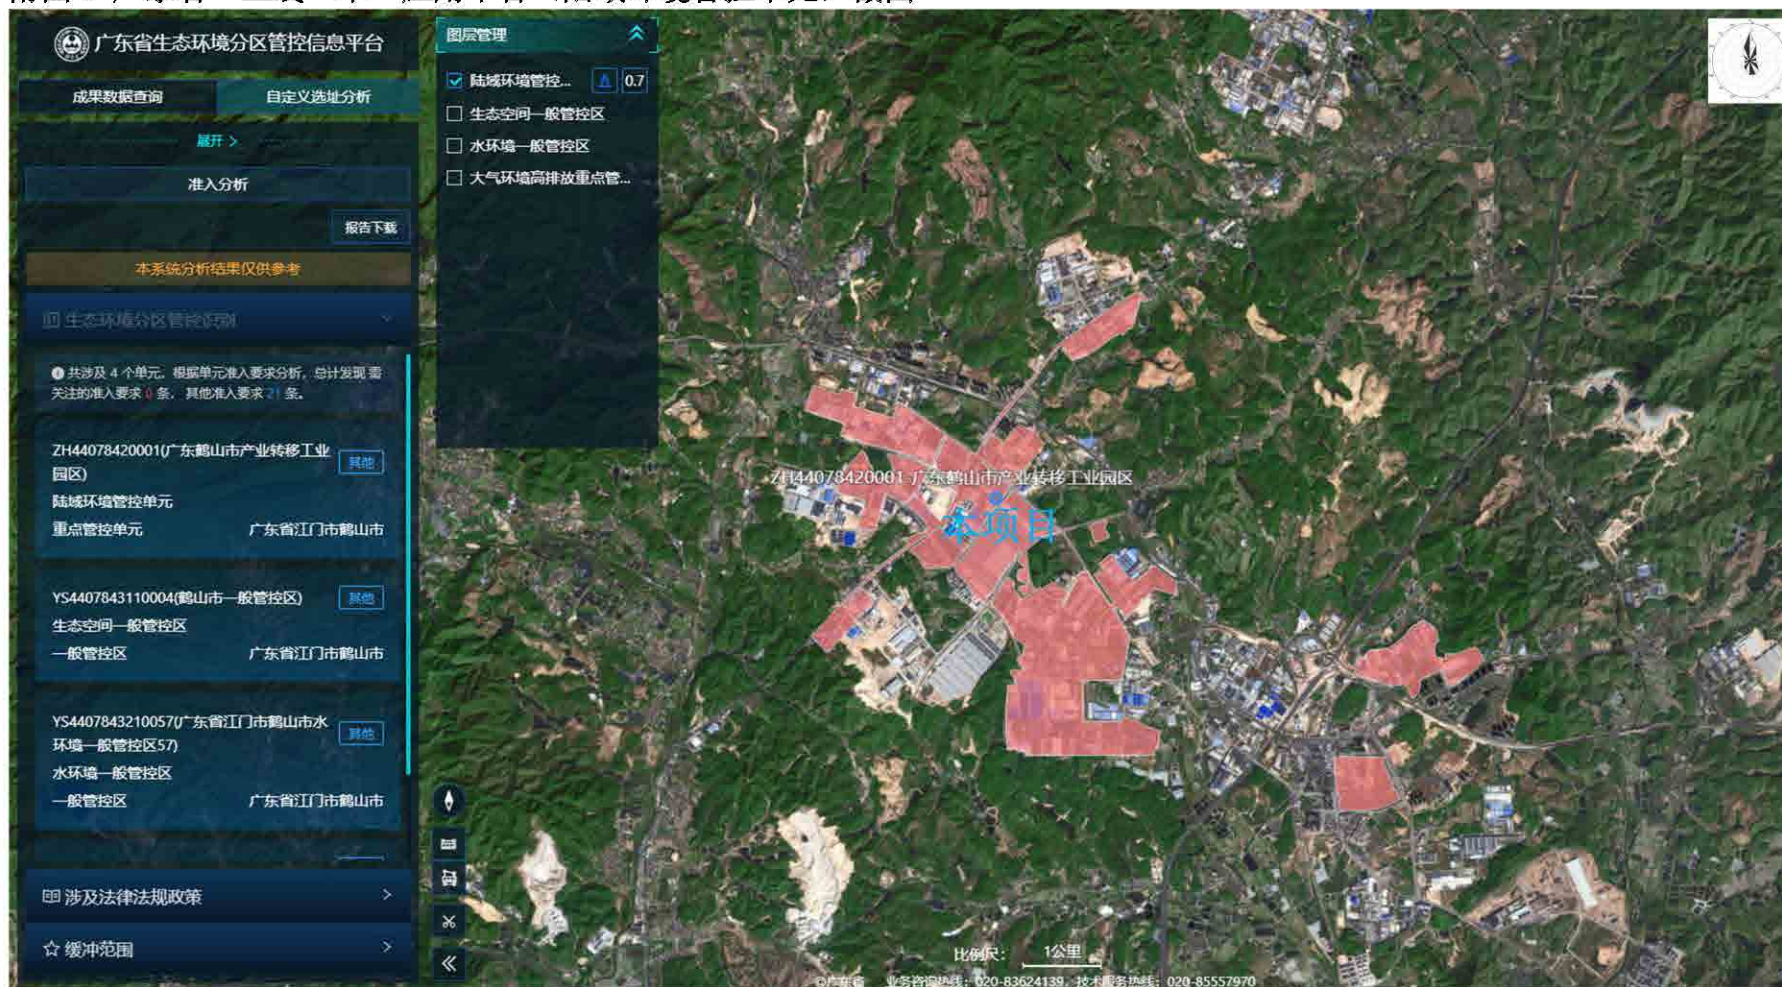 广东省生态环境分区管控信息平台
成果数据查询
自定义选址分析
展开 >
准入分析
报告下载
本系统分析结果仅供参考
生态环境分区管控识别
共涉及 4 个单元，根据单元准入要求分析，总计发现需
关注的准入要求 0 条，其他准入要求 21 条。
ZH44078420001(广东鹤山市产业转移工业
园区)
其他
陆域环境管控单元
重点管控单元
广东省江门市鹤山市
YS4407843110004(鹤山市一般管控区)
其他
生态空间一般管控区
一般管控区
广东省江门市鹤山市
YS4407843210057(广东省江门市鹤山市水
环境一般管控区57)
其他
水环境一般管控区
一般管控区
广东省江门市鹤山市
涉及法律法规政策
缓冲范围
图层管理
陆域环境管控...
0.7
生态空间一般管控区
水环境一般管控区
大气环境高排放重点管...
ZH44078420001 广东鹤山市产业转移工业园区
本项目
比例尺： 1公里
©广东省 业务咨询热线：020-83624139，技术服务热线：020-85557970